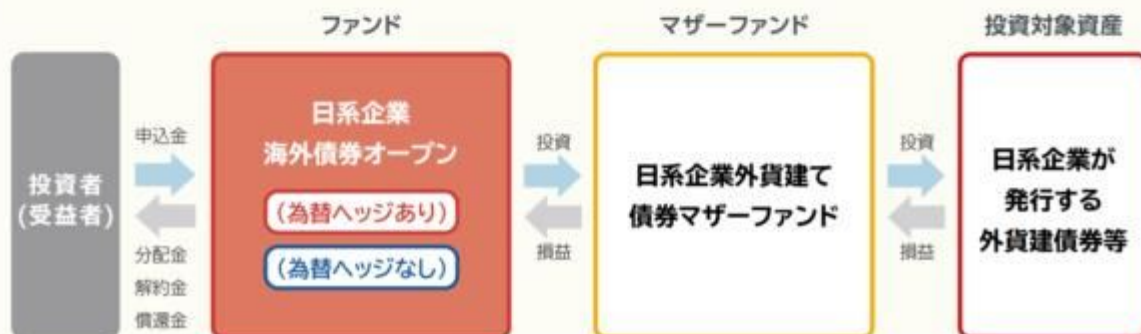 ファンド
マザーファンド
投資対象資産
投資者
(受益者)
申込金
分配金
解約金
償還金
日系企業
海外債券オープン
(為替ヘッジあり)
(為替ヘッジなし)
投資
損益
日系企業外貨建て
債券マザーファンド
投資
損益
日系企業が
発行する
外貨建債券等